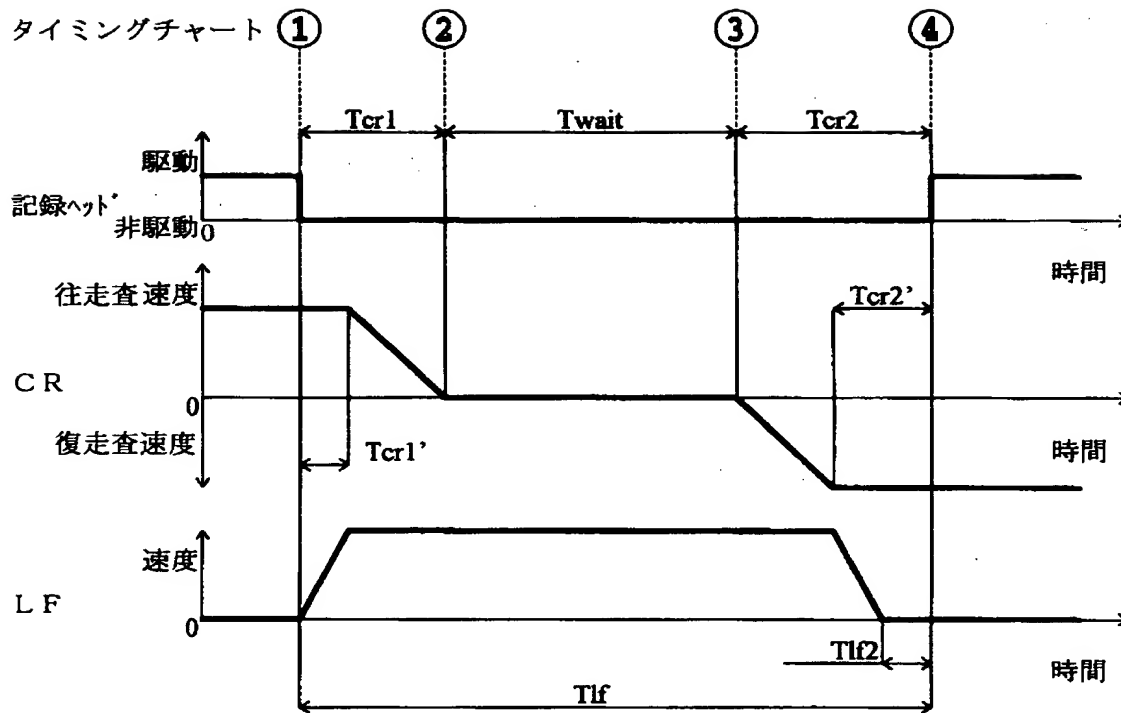 タイミングチャート ① ② ③ ④
Tcr1 Twait Tcr2
駆動
記録ヘッド
非駆動 0
時間
往走査速度
Tcr2’
CR
0
復走査速度
Tcr1’
時間
速度
LF
0
Tlf2
時間
Tlf